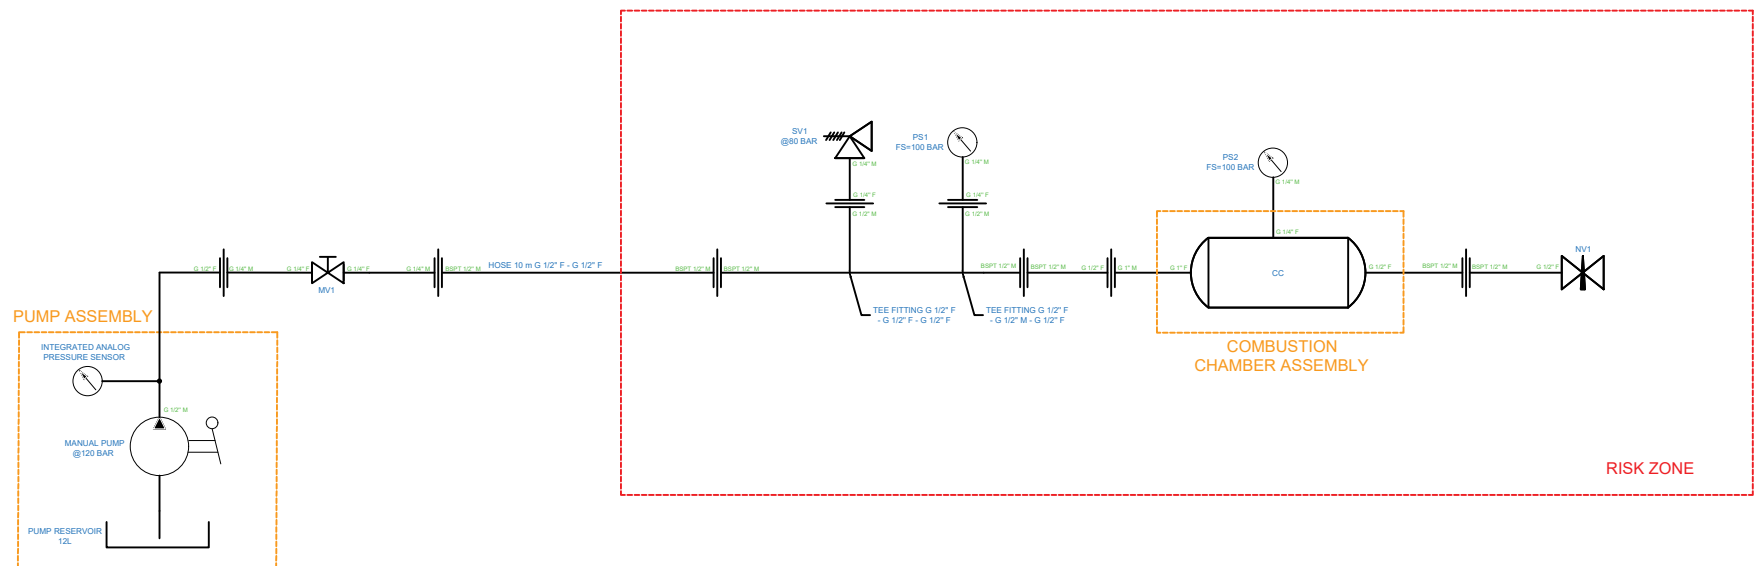 SV1
@80 BAR
PS1
FS=100 BAR
G 1/4" M
G 1/4" M
PS2
FS=100 BAR
G 1/4" M
G 1/4" F
G 1/4" F
G 1/2" M
G 1/2" M
G 1/4" F
NV1
G 1/2" F
G 1/4" M
G 1/4" F
G 1/4" F
G 1/4" M
BSPT 1/2" M
HOSE 10 m G 1/2" F - G 1/2" F
BSPT 1/2" M
BSPT 1/2" M
BSPT 1/2" M
BSPT 1/2" M
G 1/2" F
G 1" M
G 1" F
CC
G 1/2" F
BSPT 1/2" M
BSPT 1/2" M
G 1/2" F
MV1
TEE FITTING G 1/2" F
- G 1/2" F - G 1/2" F
TEE FITTING G 1/2" F
- G 1/2" M - G 1/2" F
PUMP ASSEMBLY
INTEGRATED ANALOG
PRESSURE SENSOR
COMBUSTION
CHAMBER ASSEMBLY
G 1/2" M
MANUAL PUMP
@120 BAR
RISK ZONE
PUMP RESERVOIR
12L